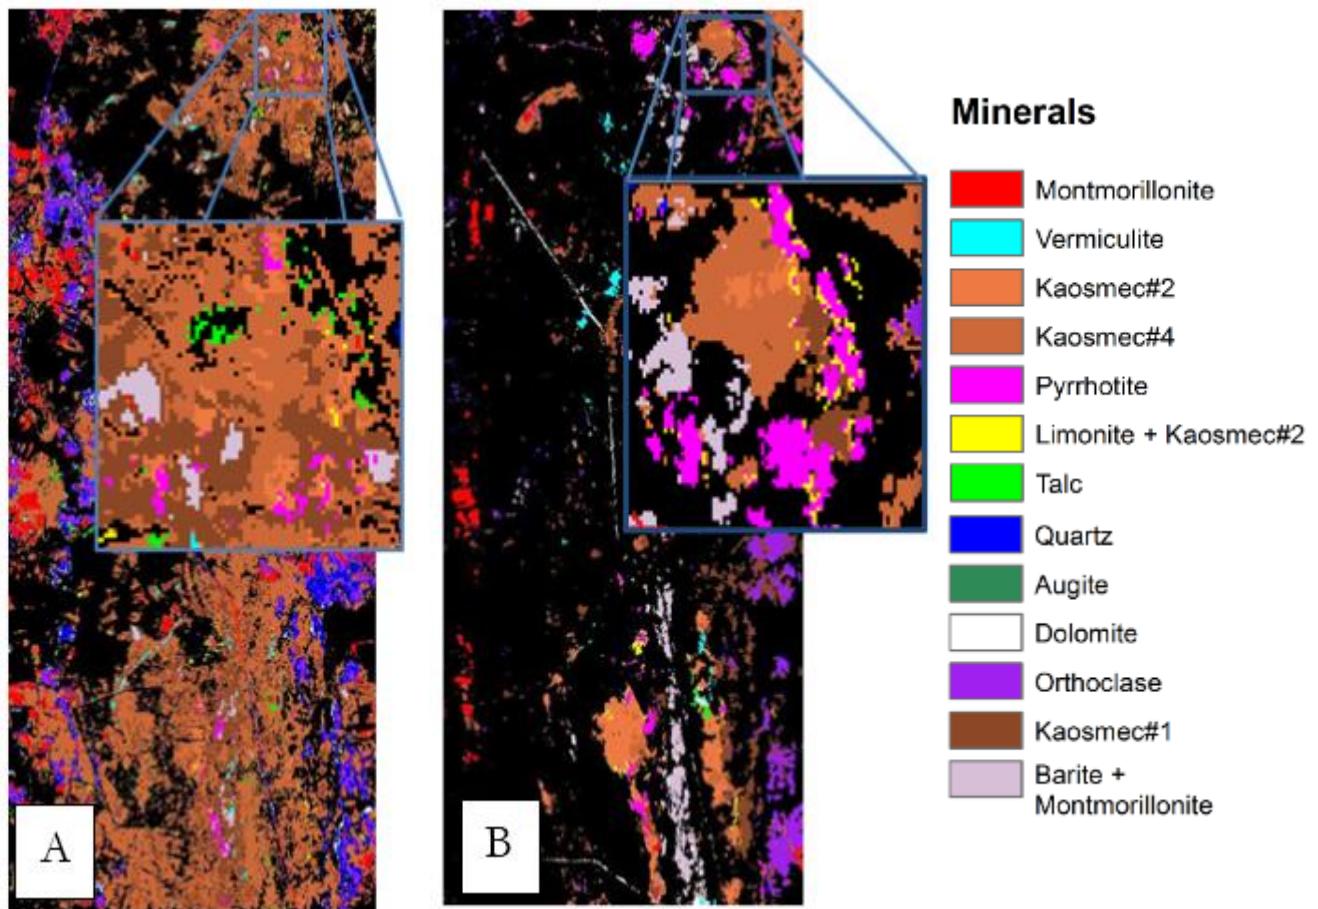 Minerals
Montmorillonite
Vermiculite
Kaosmec#2
Kaosmec#4
Pyrrhotite
Limonite + Kaosmec#2
Talc
Quartz
Augite
Dolomite
Orthoclase
Kaosmec#1
Barite +
Montmorillonite
A
B